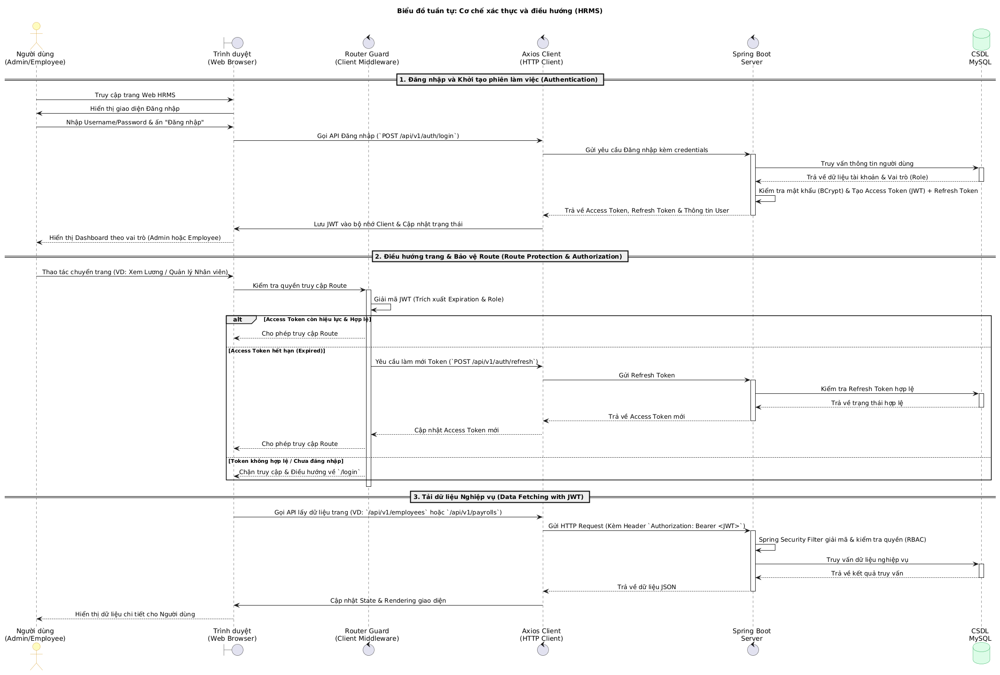 Biểu đồ tuần tự: Cơ chế xác thực và điều hướng (HRMS)
Người dùng
(Admin/Employee)
Trình duyệt
(Web Browser)
Router Guard
(Client Middleware)
Axios Client
(HTTP Client)
Spring Boot
Server
CSDL
MySQL
1. Đăng nhập và Khởi tạo phiên làm việc (Authentication)
Truy cập trang Web HRMS
Hiển thị giao diện Đăng nhập
Nhập Username/Password & ấn "Đăng nhập"
Gọi API Đăng nhập (`POST /api/v1/auth/login`)
Gửi yêu cầu Đăng nhập kèm credentials
Truy vấn thông tin người dùng
Trả về dữ liệu tài khoản & Vai trò (Role)
Kiểm tra mật khẩu (BCrypt) & Tạo Access Token (JWT) + Refresh Token
Trả về Access Token, Refresh Token & Thông tin User
Lưu JWT vào bộ nhớ Client & Cập nhật trạng thái
Hiển thị Dashboard theo vai trò (Admin hoặc Employee)
2. Điều hướng trang & Bảo vệ Route (Route Protection & Authorization)
Thao tác chuyển trang (VD: Xem Lương / Quản lý Nhân viên)
Kiểm tra quyền truy cập Route
Giải mã JWT (Trích xuất Expiration & Role)
alt [Access Token còn hiệu lực & Hợp lệ]
Cho phép truy cập Route
[Access Token hết hạn (Expired)]
Yêu cầu làm mới Token (`POST /api/v1/auth/refresh`)
Gửi Refresh Token
Kiểm tra Refresh Token hợp lệ
Trả về trạng thái hợp lệ
Trả về Access Token mới
Cập nhật Access Token mới
Cho phép truy cập Route
[Token không hợp lệ / Chưa đăng nhập]
Chặn truy cập & Điều hướng về `/login`
3. Tải dữ liệu Nghiệp vụ (Data Fetching with JWT)
Gọi API lấy dữ liệu trang (VD: `/api/v1/employees` hoặc `/api/v1/payrolls`)
Gửi HTTP Request (Kèm Header `Authorization: Bearer <JWT>`)
Spring Security Filter giải mã & kiểm tra quyền (RBAC)
Truy vấn dữ liệu nghiệp vụ
Trả về kết quả truy vấn
Trả về dữ liệu JSON
Cập nhật State & Rendering giao diện
Hiển thị dữ liệu chi tiết cho Người dùng
Người dùng
(Admin/Employee)
Trình duyệt
(Web Browser)
Router Guard
(Client Middleware)
Axios Client
(HTTP Client)
Spring Boot
Server
CSDL
MySQL